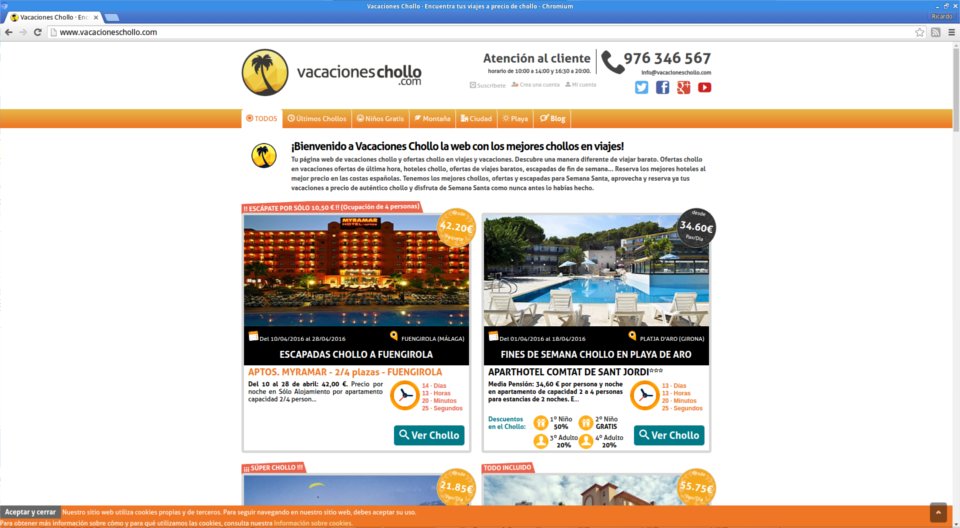 Vacaciones Chollo - Encuentra tus viajes a precio de chollo - Chromium
Vacaciones Chollo - Enc
Ricardo
www.vacacioneschollo.com
vacacioneschollo
.com
Atención al cliente
horario de 10:00 a 14:00 y 16:30 a 20:00.
976 346 567
info@vacacioneschollo.com
Suscríbete
Crea una cuenta
Mi cuenta
TODOS
Últimos Chollos
Niños Gratis
Montaña
Ciudad
Playa
Blog
¡Bienvenido a Vacaciones Chollo la web con los mejores chollos en viajes!
Tu página web de vacaciones chollo y ofertas chollo en viajes y vacaciones. Descubre una manera diferente de viajar barato. Ofertas chollo
en vacaciones ofertas de última hora, hoteles chollo, ofertas de viajes baratos, escapadas de fin de semana... Reserva los mejores hoteles al
mejor precio en las costas españolas. Tenemos los mejores chollos, ofertas y escapadas para Semana Santa, aprovecha y reserva ya tus
vacaciones a precio de auténtico chollo y disfruta de Semana Santa como nunca antes lo habías hecho.
!! ESCÁPATE POR SÓLO 10,50 € !! (Ocupación de 4 personas)
desde
42.20€
MYRAMAR
Del 10/04/2016 al 28/04/2016
FUENGIROLA (MÁLAGA)
ESCAPADAS CHOLLO A FUENGIROLA
APTOS. MYRAMAR - 2/4 plazas - FUENGIROLA
Del 10 al 28 de abril: 42,00 €. Precio por
noche en Sólo Alojamiento por apartamento
capacidad 2/4 person...
14 - Días
13 - Horas
20 - Minutos
25 - Segundos
Ver Chollo
desde
34.60€
Pax/Día
Del 01/04/2016 al 18/04/2016
PLATJA D'ARO (GIRONA)
FINES DE SEMANA CHOLLO EN PLAYA DE ARO
APARTHOTEL COMTAT DE SANT JORDI***
Media Pensión: 34,60 € por persona y noche
en apartamento de capacidad 2 a 4 personas
para estancias de 2 noches. E...
14 - Días
13 - Horas
20 - Minutos
25 - Segundos
Descuentos
en el Chollo:
1º Niño
50%
2º Niño
GRATIS
3º Adulto
20%
4º Adulto
20%
Ver Chollo
¡¡¡ SÚPER CHOLLO !!!
desde
21.85€
Pax/Día
TODO INCLUIDO
desde
55.75€
Pax/Día
Aceptar y cerrar
Nuestro sitio web utiliza cookies propias y de terceros. Para seguir navegando en nuestro sitio web, debes aceptar su uso.
Para obtener más información sobre cómo y para qué utilizamos las cookies, consulta nuestra Información sobre cookies.